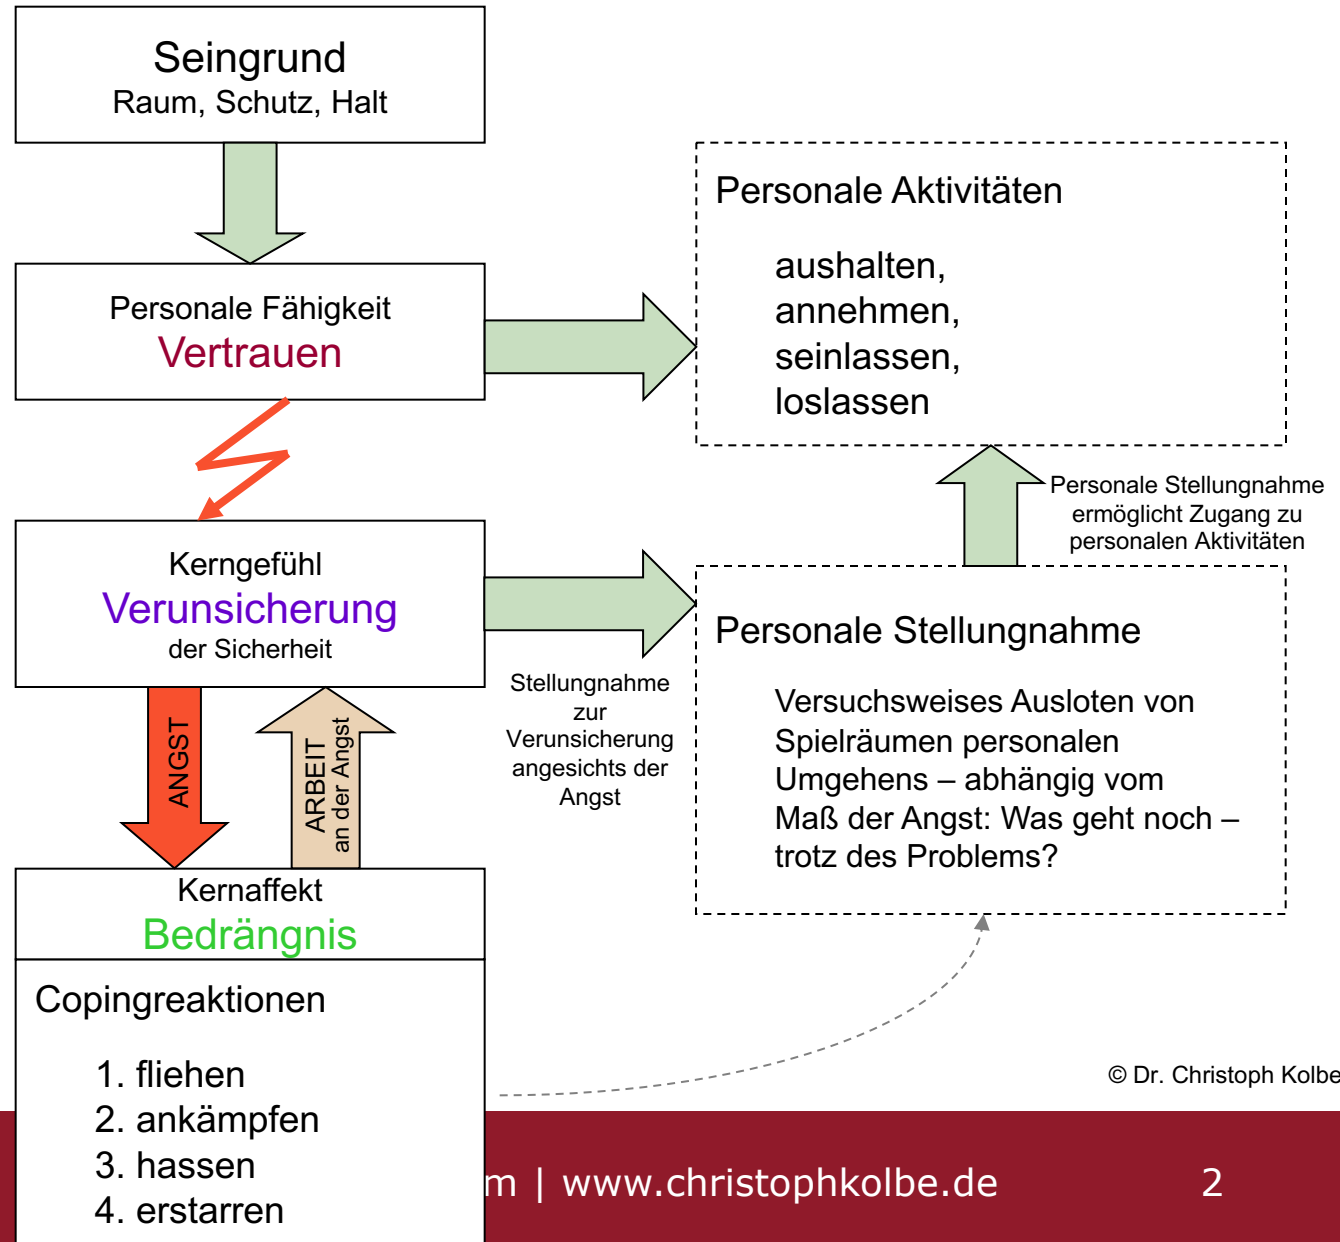 Seingrund
Raum, Schutz, Halt
Personale Fähigkeit
Vertrauen
Personale Aktivitäten
aushalten,
annehmen,
seinlassen,
loslassen
Personale Stellungnahme
ermöglicht Zugang zu
personalen Aktivitäten
Kerngefühl
Verunsicherung
der Sicherheit
Stellungnahme
zur
Verunsicherung
angesichts der
Angst
Personale Stellungnahme
Versuchsweises Ausloten von
Spielräumen personalen
Umgehens – abhängig vom
Maß der Angst: Was geht noch –
trotz des Problems?
ANGST
ARBEIT
an der Angst
Kernaffekt
Bedrängnis
Copingreaktionen
1. fliehen
2. ankämpfen
3. hassen
4. erstarren
© Dr. Christoph Kolbe
m | www.christophkolbe.de
2